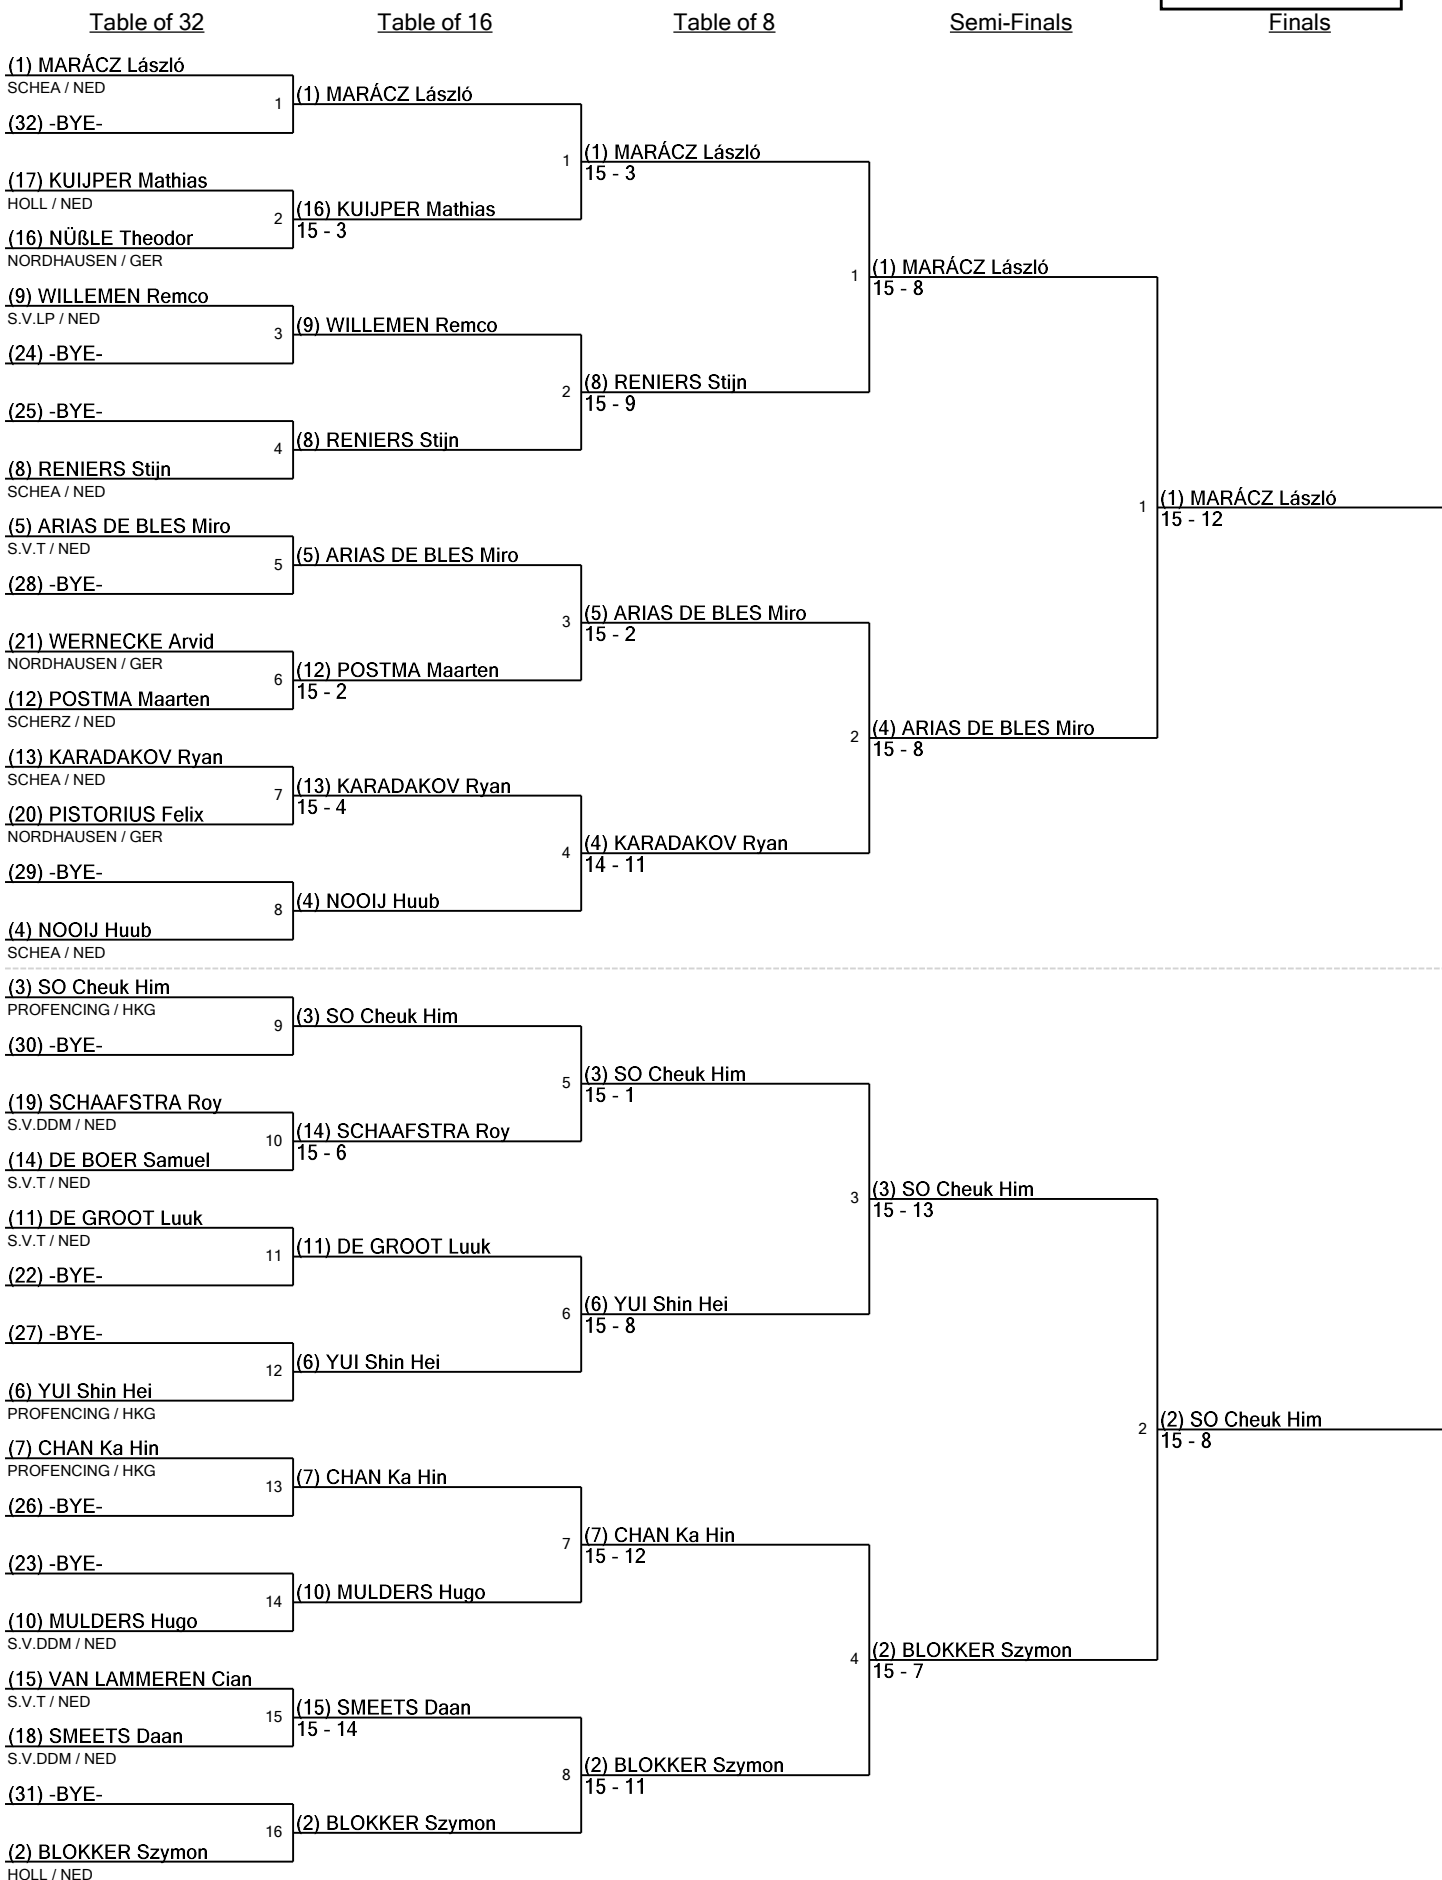 Table of 32
Table of 16
Table of 8
Semi-Finals
Finals
(1) MARÁCZ László
SCHEA / NED
1
(32) -BYE-
(17) KUIJPER Mathias
HOLL / NED
2
(16) NÜßLE Theodor
NORDHAUSEN / GER
(9) WILLEMEN Remco
S.V.LP / NED
3
(24) -BYE-
(25) -BYE-
4
(8) RENIERS Stijn
SCHEA / NED
(5) ARIAS DE BLES Miro
S.V.T / NED
5
(28) -BYE-
(21) WERNECKE Arvid
NORDHAUSEN / GER
6
(12) POSTMA Maarten
SCHERZ / NED
(13) KARADAKOV Ryan
SCHEA / NED
7
(20) PISTORIUS Felix
NORDHAUSEN / GER
(29) -BYE-
8
(4) NOOIJ Huub
SCHEA / NED
(3) SO Cheuk Him
PROFENCING / HKG
9
(30) -BYE-
(19) SCHAAFSTRA Roy
S.V.DDM / NED
10
(14) DE BOER Samuel
S.V.T / NED
(11) DE GROOT Luuk
S.V.T / NED
11
(22) -BYE-
(27) -BYE-
12
(6) YUI Shin Hei
PROFENCING / HKG
(7) CHAN Ka Hin
PROFENCING / HKG
13
(26) -BYE-
(23) -BYE-
14
(10) MULDERS Hugo
S.V.DDM / NED
(15) VAN LAMMEREN Cian
S.V.T / NED
15
(18) SMEETS Daan
S.V.DDM / NED
(31) -BYE-
16
(2) BLOKKER Szymon
HOLL / NED
(1) MARÁCZ László
1
(16) KUIJPER Mathias
15 - 3
(9) WILLEMEN Remco
2
(8) RENIERS Stijn
(5) ARIAS DE BLES Miro
3
(12) POSTMA Maarten
15 - 2
(13) KARADAKOV Ryan
15 - 4
4
(4) NOOIJ Huub
(3) SO Cheuk Him
5
(14) SCHAAFSTRA Roy
15 - 6
(11) DE GROOT Luuk
6
(6) YUI Shin Hei
(7) CHAN Ka Hin
7
(10) MULDERS Hugo
(15) SMEETS Daan
15 - 14
8
(2) BLOKKER Szymon
(1) MARÁCZ László
15 - 3
1
(8) RENIERS Stijn
15 - 9
(5) ARIAS DE BLES Miro
15 - 2
2
(4) KARADAKOV Ryan
14 - 11
(3) SO Cheuk Him
15 - 1
3
(6) YUI Shin Hei
15 - 8
(7) CHAN Ka Hin
15 - 12
4
(2) BLOKKER Szymon
15 - 11
(1) MARÁCZ László
15 - 8
1
(4) ARIAS DE BLES Miro
15 - 8
(3) SO Cheuk Him
15 - 13
2
(2) BLOKKER Szymon
15 - 7
(1) MARÁCZ László
15 - 12
(2) SO Cheuk Him
15 - 8